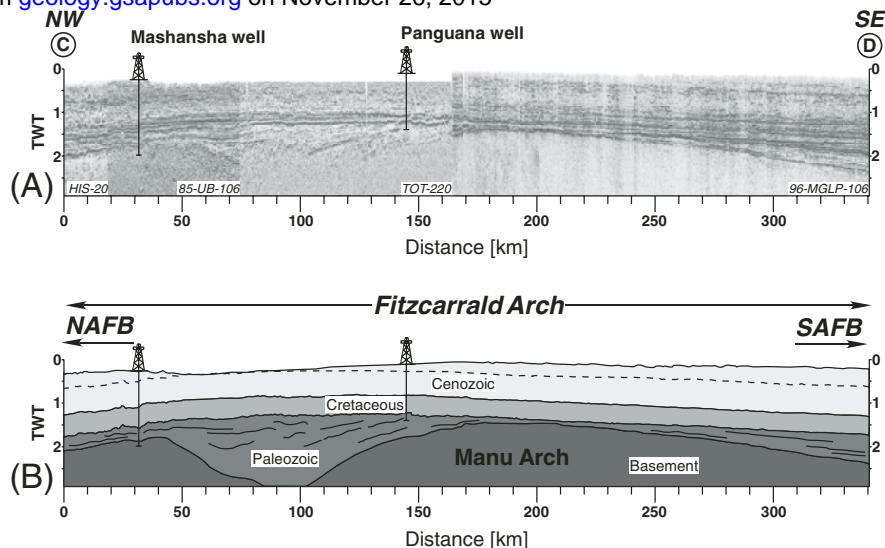 geology.gsapubs.org on November 26, 2015
NW
SE
C
D
Mashansha well
Panguana well
0
1
2
TWT
0
1
2
(A)
HIS-20
85-UB-106
TOT-220
96-MGLP-106
0 50 100 150 200 250 300
Distance [km]
Fitzcarrald Arch
NAFB
SAFB
0
1
2
TWT
0
1
2
Cenozoic
Cretaceous
Paleozoic
Manu Arch
Basement
(B)
0 50 100 150 200 250 300
Distance [km]